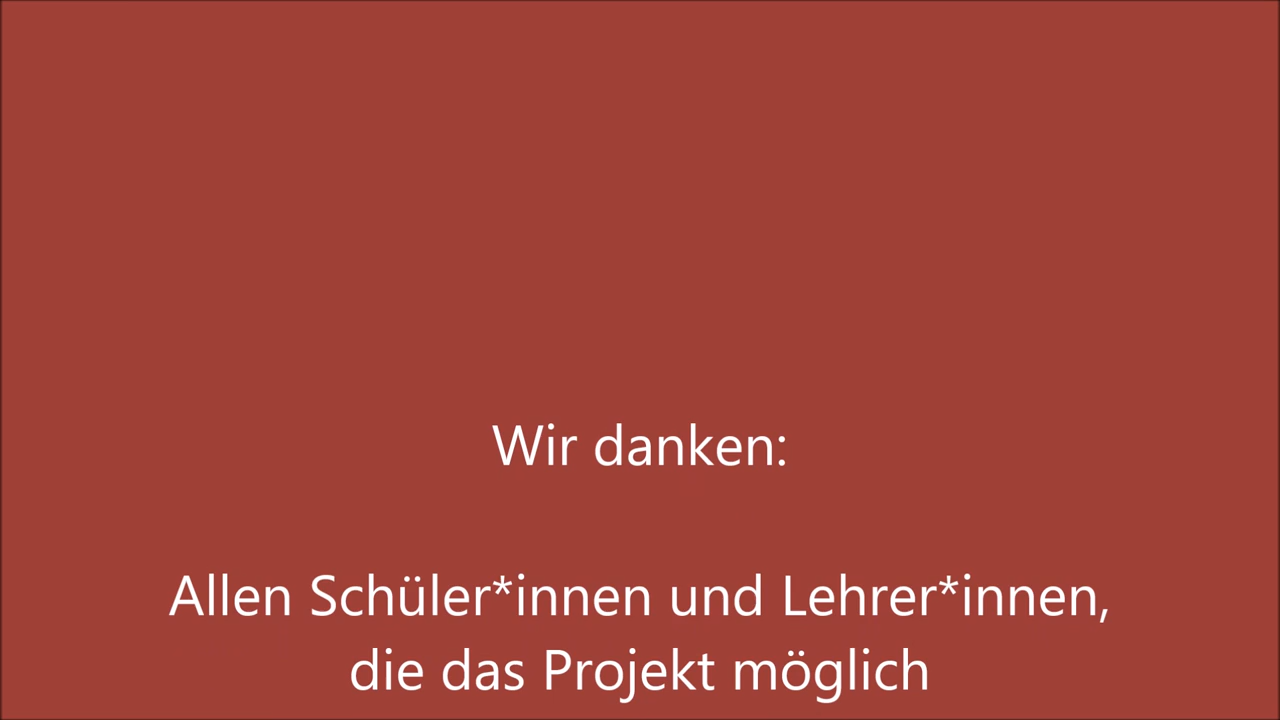 Wir danken:
Allen Schüler*innen und Lehrer*innen,
die das Projekt möglich